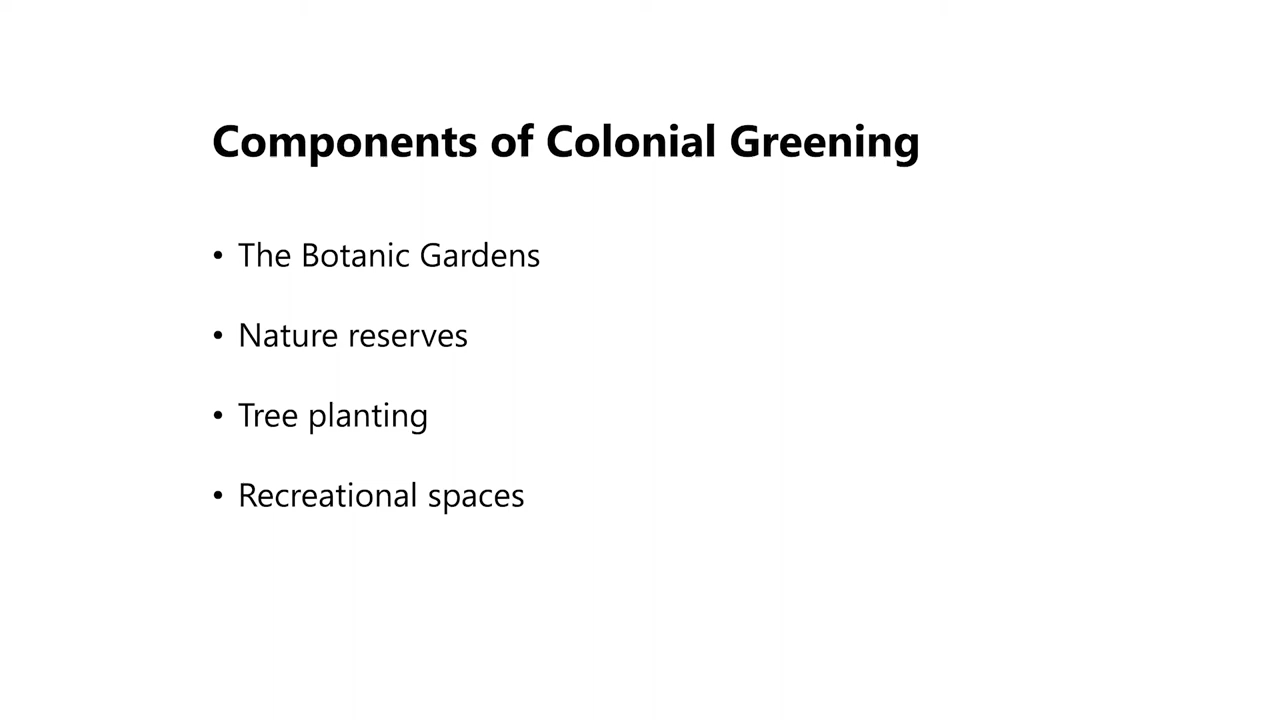 Components of Colonial Greening
• The Botanic Gardens
• Nature reserves
• Tree planting
• Recreational spaces